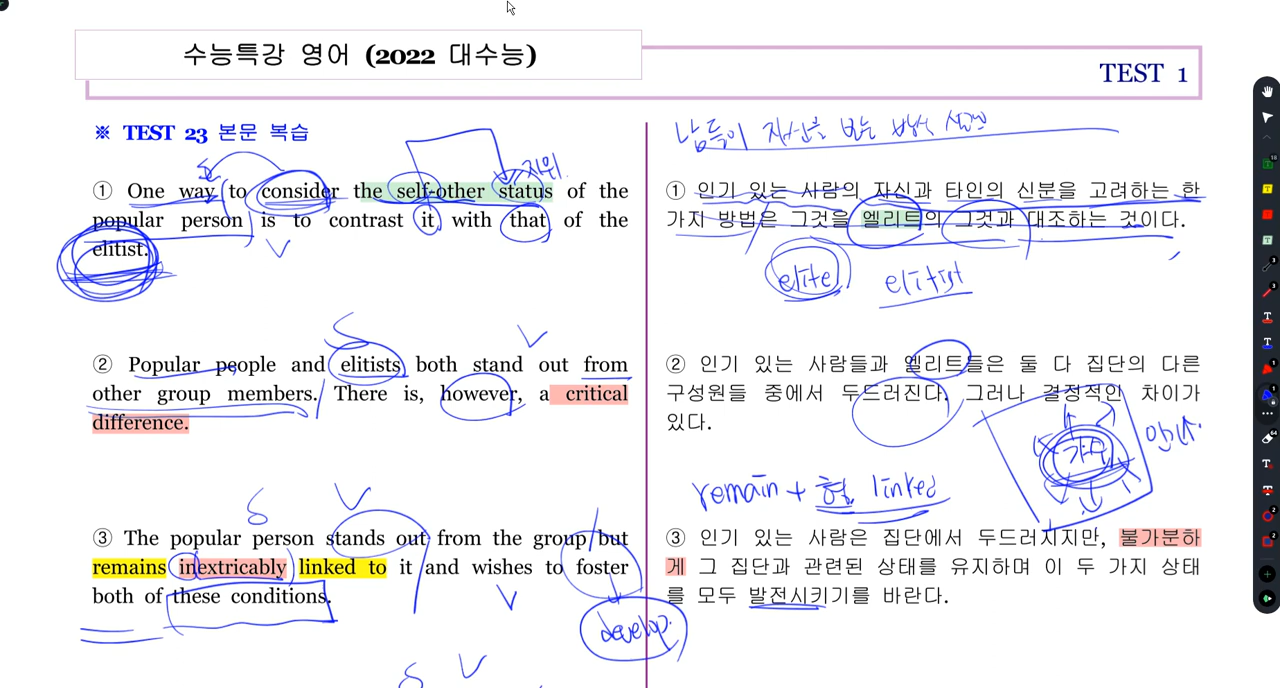 수능특강 영어 (2022 대수능)
TEST 1
※ TEST 23 본문 복습
지위
① One way to consider the self-other status of the
popular person is to contrast it with that of the
elitist.
② Popular people and elitists both stand out from
other group members. There is, however, a critical
difference.
③ The popular person stands out from the group but
remains inextricably linked to it and wishes to foster
both of these conditions.
develop
남들이 자신을 보는 방식
① 인기 있는 사람의 자신과 타인의 신분을 고려하는 한
가지 방법은 그것을 엘리트의 그것과 대조하는 것이다.
elite elitist
② 인기 있는 사람들과 엘리트들은 둘 다 집단의 다른
구성원들 중에서 두드러진다. 그러나 결정적인 차이가
있다.
remain + 형. linked
③ 인기 있는 사람은 집단에서 두드러지지만, 불가분하
게 그 집단과 관련된 상태를 유지하며 이 두 가지 상태
를 모두 발전시키기를 바란다.